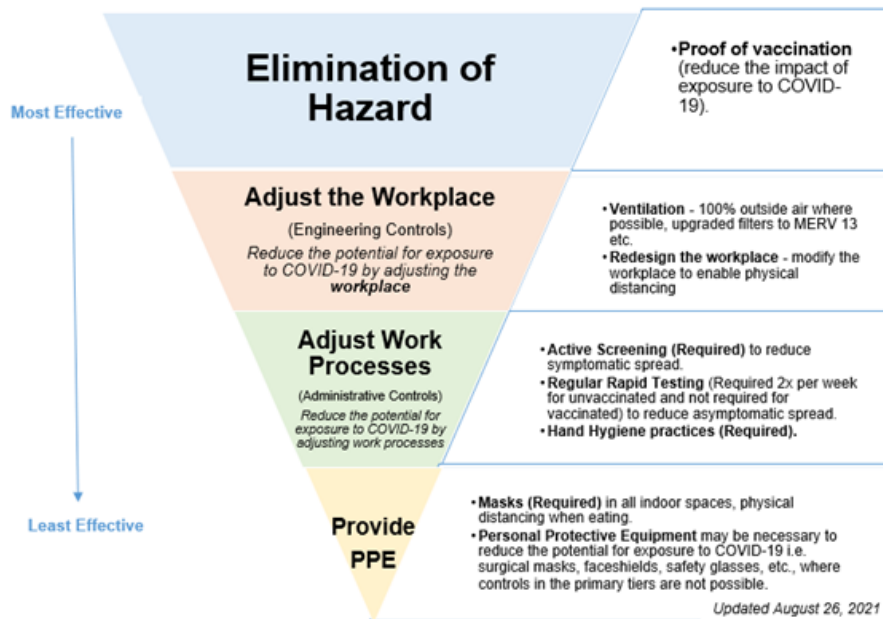 Most Effective
Least Effective
Elimination of
Hazard
•Proof of vaccination
(reduce the impact of
exposure to COVID-
19).
Adjust the Workplace
(Engineering Controls)
Reduce the potential for exposure
to COVID-19 by adjusting the
workplace
• Ventilation - 100% outside air where
possible, upgraded filters to MERV 13
etc.
• Redesign the workplace - modify the
workplace to enable physical
distancing
Adjust Work
Processes
(Administrative Controls)
Reduce the potential for
exposure to COVID-19 by
adjusting work processes
•Active Screening (Required) to reduce
symptomatic spread.
•Regular Rapid Testing (Required 2x per week
for unvaccinated and not required for
vaccinated) to reduce asymptomatic spread.
•Hand Hygiene practices (Required).
Provide
PPE
•Masks (Required) in all indoor spaces, physical
distancing when eating.
•Personal Protective Equipment may be necessary to
reduce the potential for exposure to COVID-19 i.e.
surgical masks, faceshields, safety glasses, etc., where
controls in the primary tiers are not possible.
Updated August 26, 2021